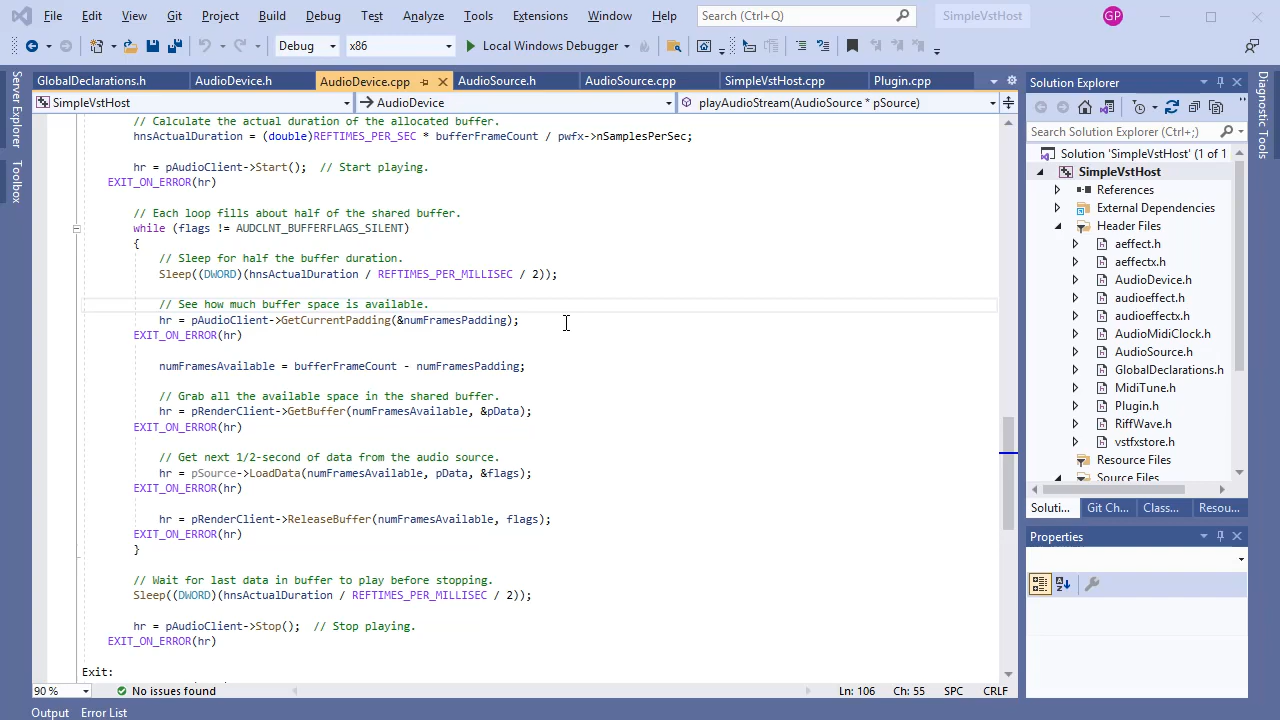 File Edit View Git Project Build Debug Test Analyze Tools Extensions Window Help Search (Ctrl+Q) SimpleVstHost GP
Debug x86 Local Windows Debugger
Server Explorer
Toolbox
GlobalDeclarations.h AudioDevice.h AudioDevice.cpp AudioSource.h AudioSource.cpp SimpleVstHost.cpp Plugin.cpp
SimpleVstHost AudioDevice playAudioStream(AudioSource * pSource)
// Calculate the actual duration of the allocated buffer.
hnsActualDuration = (double)REFTIMES_PER_SEC * bufferFrameCount / pwfx->nSamplesPerSec;
hr = pAudioClient->Start();  // Start playing.
EXIT_ON_ERROR(hr)
// Each loop fills about half of the shared buffer.
while (flags != AUDCLNT_BUFFERFLAGS_SILENT)
{
// Sleep for half the buffer duration.
Sleep((DWORD)(hnsActualDuration / REFTIMES_PER_MILLISEC / 2));
// See how much buffer space is available.
hr = pAudioClient->GetCurrentPadding(&numFramesPadding);
EXIT_ON_ERROR(hr)
numFramesAvailable = bufferFrameCount - numFramesPadding;
// Grab all the available space in the shared buffer.
hr = pRenderClient->GetBuffer(numFramesAvailable, &pData);
EXIT_ON_ERROR(hr)
// Get next 1/2-second of data from the audio source.
hr = pSource->LoadData(numFramesAvailable, pData, &flags);
EXIT_ON_ERROR(hr)
hr = pRenderClient->ReleaseBuffer(numFramesAvailable, flags);
EXIT_ON_ERROR(hr)
}
// Wait for last data in buffer to play before stopping.
Sleep((DWORD)(hnsActualDuration / REFTIMES_PER_MILLISEC / 2));
hr = pAudioClient->Stop();  // Stop playing.
EXIT_ON_ERROR(hr)
Exit:
90 % No issues found Ln: 106 Ch: 55 SPC CRLF
Output Error List
Solution Explorer
Search Solution Explorer (Ctrl+;)
Solution 'SimpleVstHost' (1 of 1
SimpleVstHost
References
External Dependencies
Header Files
aeffect.h
aeffectx.h
AudioDevice.h
audioeffect.h
audioeffectx.h
AudioMidiClock.h
AudioSource.h
GlobalDeclarations.h
MidiTune.h
Plugin.h
RiffWave.h
vstfxstore.h
Resource Files
Source Files
Soluti... Git Ch... Class... Resou...
Properties
Diagnostic Tools